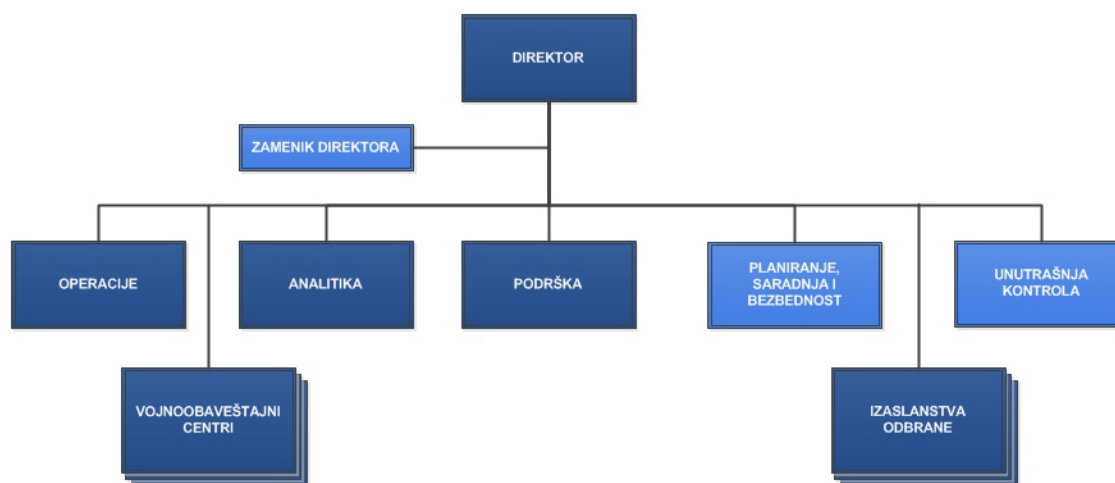 DIREKTOR
ZAMENIK DIREKTORA
OPERACIJE
ANALITIKA
PODRŠKA
PLANIRANJE,
SARADNJA I
BEZBEDNOST
UNUTRAŠNJA
KONTROLA
VOJNOOBAVEŠTAJNI
CENTRI
IZASLANSTVA
ODBRANE